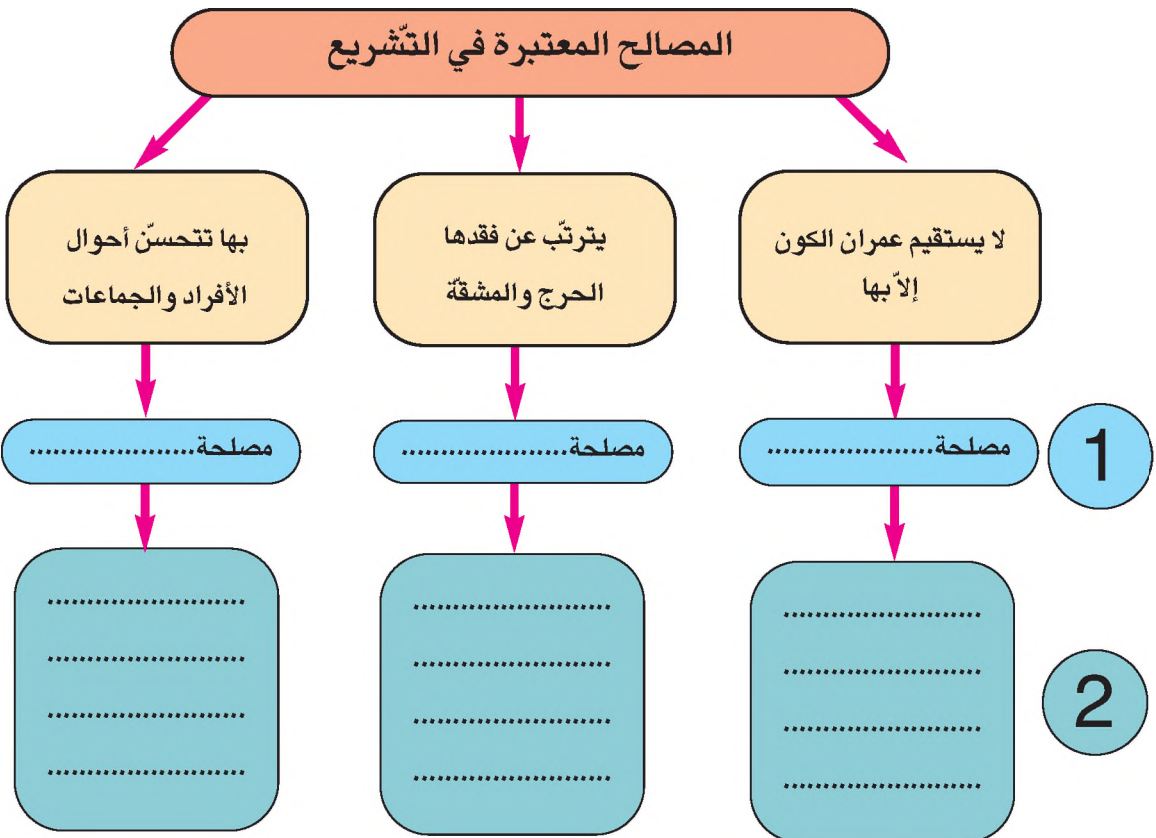 المصالح المعتبرة في التّشريع
لا يستقيم عمران الكون
إلاّ بها
يترتّب عن فقدها
الحرج والمشقّة
بها تتحسّن أحوال
الأفراد والجماعات
مصلحة.....................
مصلحة.....................
مصلحة.....................
1
.........................
.........................
.........................
.........................
.........................
.........................
.........................
.........................
.........................
.........................
.........................
.........................
2